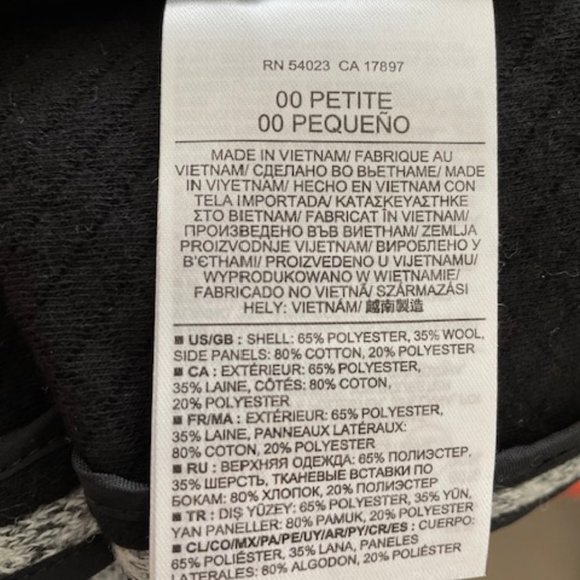 RN 54023 CA 17897
00 PETITE
00 PEQUEÑO
MADE IN VIETNAM/ FABRIQUE AU
VIETNAM/ СДЕЛАНО ВО ВЬЕТНАМЕ/ MADE
IN VIYETNAM/ HECHO EN VIETNAM CON
TELA IMPORTADA/ ΚΑΤΑΣΚΕΥΑΣΤΗΚΕ
ΣΤΟ ΒΙΕΤΝΑΜ/ FABRICAT ÎN VIETNAM/
ПРОИЗВЕДЕНО ВЪВ ВИЕТНАМ/ ZEMLJA
PROIZVODNJE VIJETNAM/ ВИРОБЛЕНО У
В'ЄТНАМІ/ PROIZVEDENO U VIJETNAMU/
WYPRODUKOWANO W WIETNAMIE/
FABRICADO NO VIETNÃ/ SZÁRMAZÁSI
HELY: VIETNAM/ 越南製造
■ US/GB : SHELL: 65% POLYESTER, 35% WOOL,
SIDE PANELS: 80% COTTON, 20% POLYESTER
■ CA : EXTÉRIEUR: 65% POLYESTER,
35% LAINE, CÔTÉS: 80% COTON,
20% POLYESTER
■ FR/MA : EXTÉRIEUR: 65% POLYESTER,
35% LAINE, PANNEAUX LATÉRAUX:
80% COTON, 20% POLYESTER
■ RU : ВЕРХНЯЯ ОДЕЖДА: 65% ПОЛИЭСТЕР,
35% ШЕРСТЬ, ТКАНЕВЫЕ ВСТАВКИ ПО
БОКАМ: 80% ХЛОПОК, 20% ПОЛИЭСТЕР
■ TR : DIŞ YÜZEY: 65% POLYESTER, 35% YÜN,
YAN PANELLER: 80% PAMUK, 20% POLYESTER
■ CL/CO/MX/PA/PE/UY/AR/PY/CR/ES : CUERPO:
65% POLIÉSTER, 35% LANA, PANELES
LATERALES: 80% ALGODÓN, 20% POLIÉSTER